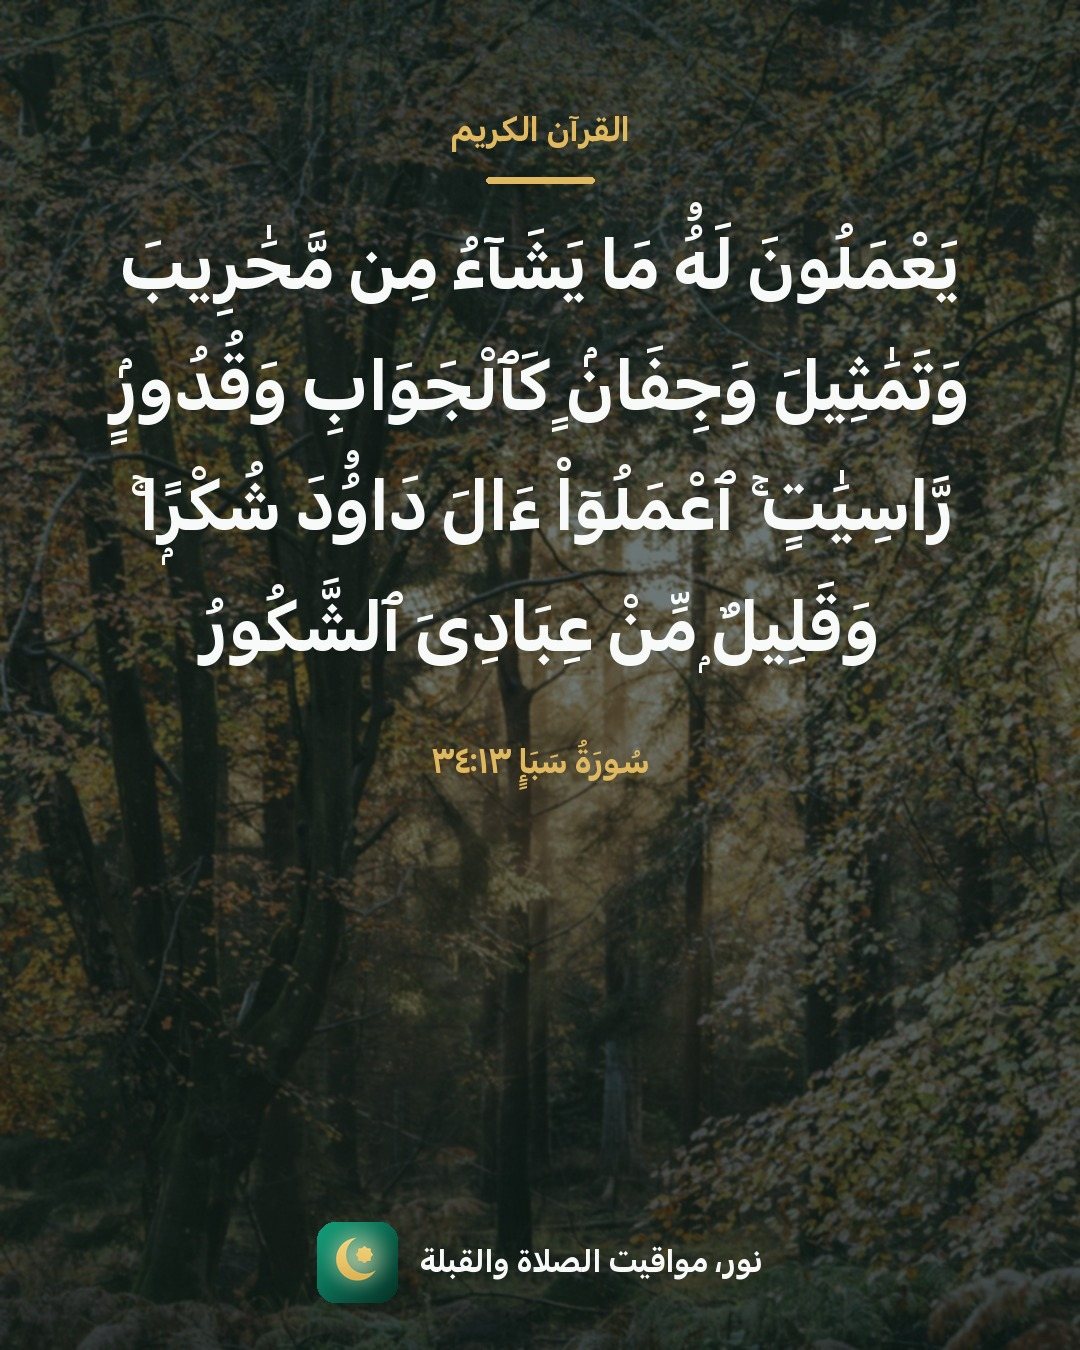 القرآن الكريم
يَعْمَلُونَ لَهُۥ مَا يَشَآءُ مِن مَّحَٰرِيبَ
وَتَمَٰثِيلَ وَجِفَانࣲ كَٱلْجَوَابِ وَقُدُورࣲ
رَّاسِيَٰتٍ ۚ ٱعْمَلُوٓا۟ ءَالَ دَاوُۥدَ شُكْرًاۭ ۚ
وَقَلِيلٌۭ مِّنْ عِبَادِىَ ٱلشَّكُورُ
سُورَةُ سَبَإٍ ٣٤:١٣
نور، مواقيت الصلاة والقبلة